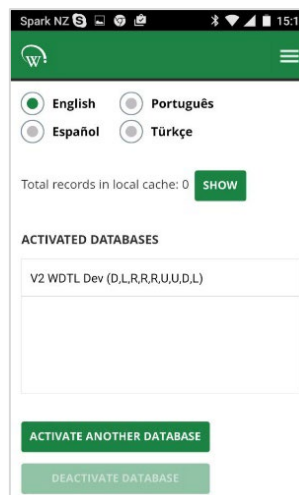 Spark NZ 15:1
W
English Português
Español Türkçe
Total records in local cache: 0 SHOW
ACTIVATED DATABASES
V2 WDTL Dev (D,L,R,R,R,U,U,D,L)
ACTIVATE ANOTHER DATABASE
DEACTIVATE DATABASE